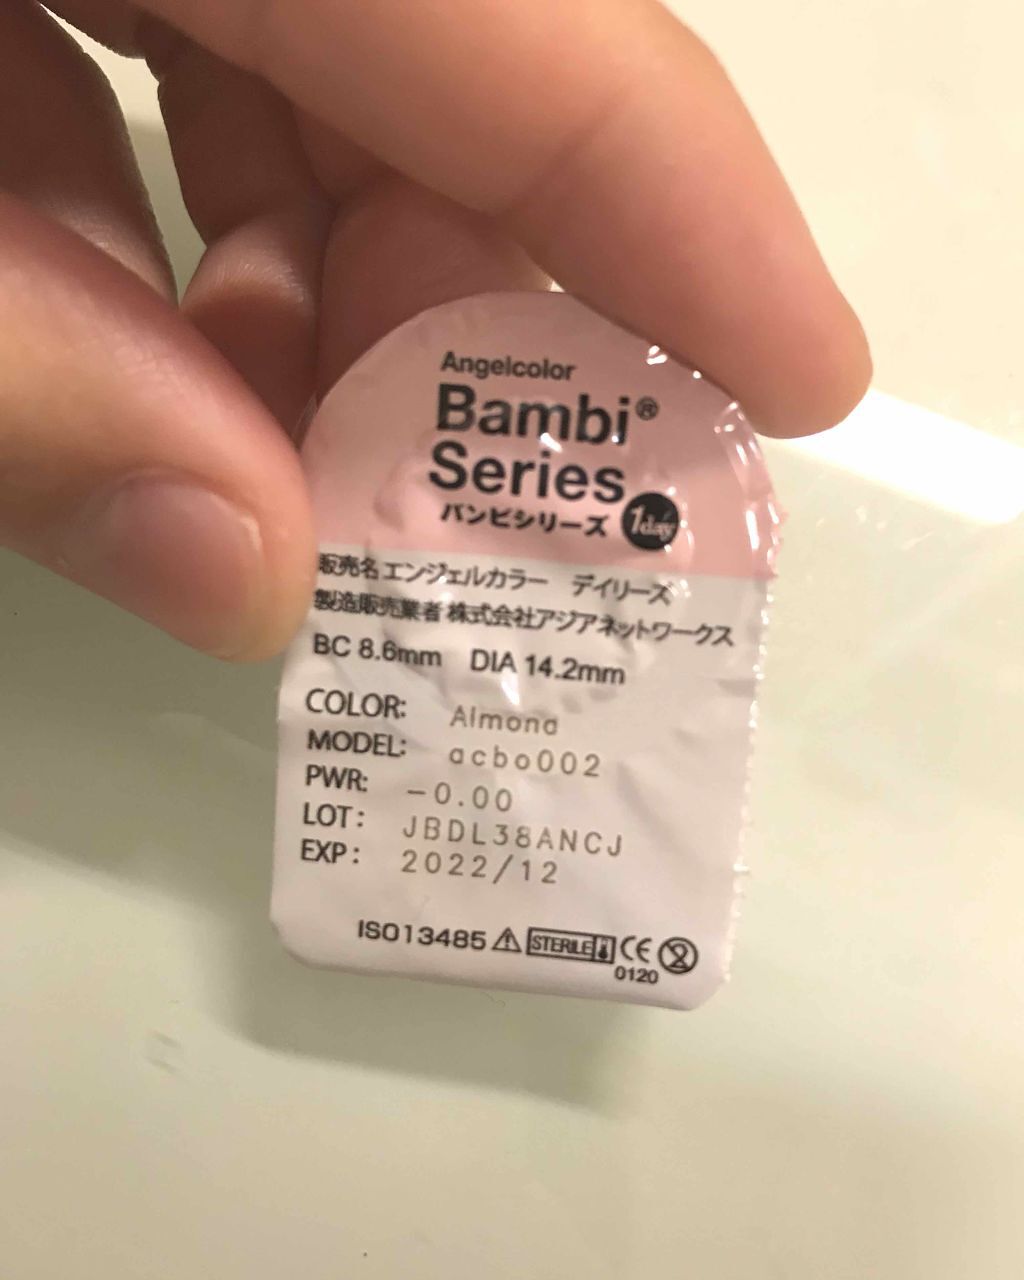 Angelcolor
Bambi®
Series
バンビシリーズ 1day
販売名 エンジェルカラー デイリーズ
製造販売業者 株式会社アジアネットワークス
BC 8.6mm DIA 14.2mm
COLOR: Almond
MODEL: acbo002
PWR: -0.00
LOT: JBDL38ANCJ
EXP: 2022/12
ISO13485 STERILE CE 2
0120